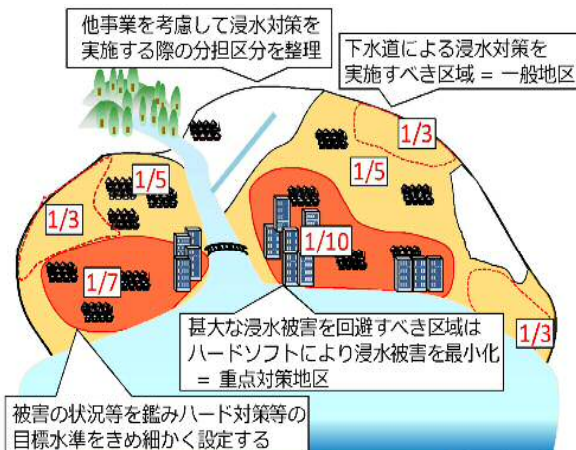 他事業を考慮して浸水対策を
実施する際の分担区分を整理
下水道による浸水対策を
実施すべき区域 = 一般地区
1/3
1/5
1/5
1/3
1/10
1/7
1/3
甚大な浸水被害を回避すべき区域は
ハードソフトにより浸水被害を最小化
= 重点対策地区
被害の状況等を鑑みハード対策等の
目標水準をきめ細かく設定する